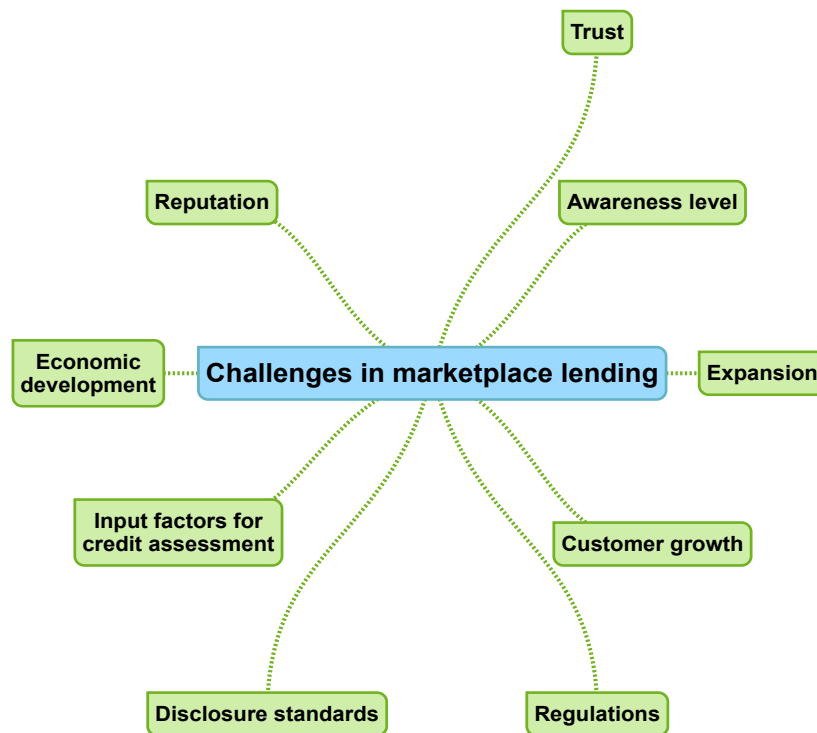 Trust
Reputation
Awareness level
Economic
development
Challenges in marketplace lending
Expansion
Input factors for
credit assessment
Customer growth
Disclosure standards
Regulations